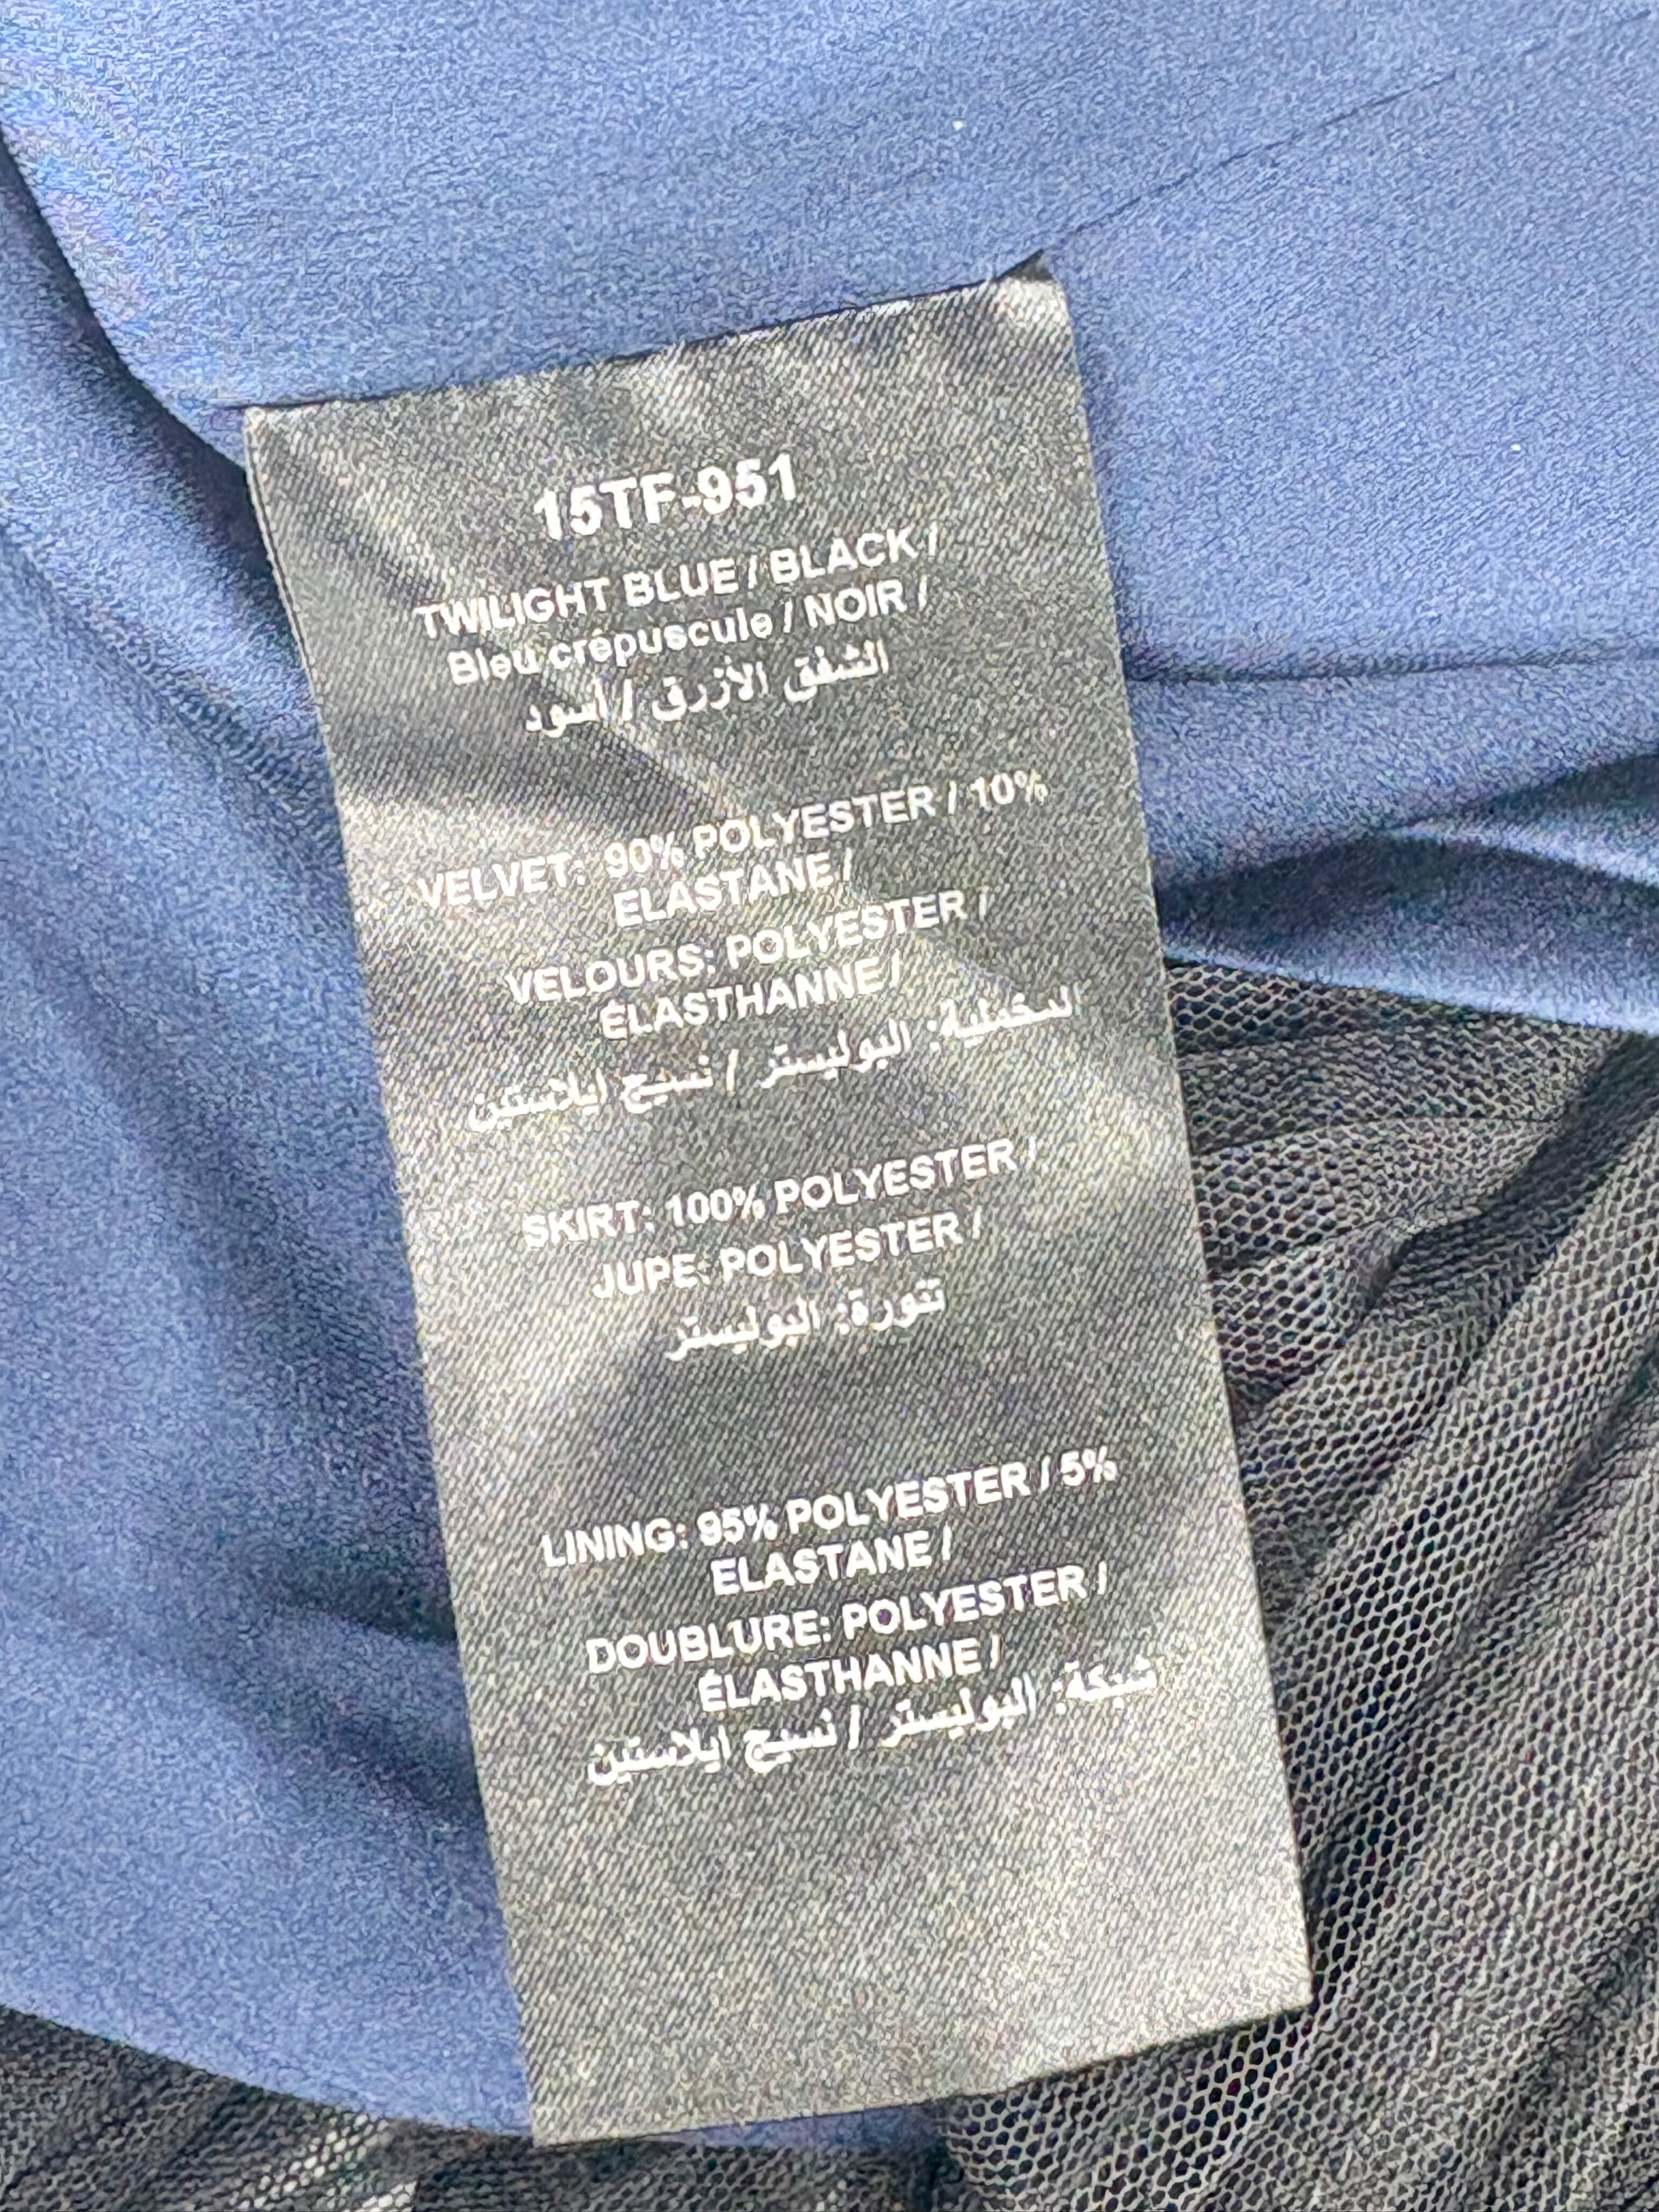 15TF-951
TWILIGHT BLUE / BLACK /
Bleu crépuscule / NOIR /
الشفق الأزرق / أسود
VELVET: 90% POLYESTER / 10%
ELASTANE /
VELOURS: POLYESTER /
ÉLASTHANNE /
المخملية: البوليستر / نسيج ايلاستين
SKIRT: 100% POLYESTER /
JUPE: POLYESTER /
تنورة: البوليستر
LINING: 95% POLYESTER / 5%
ELASTANE /
DOUBLURE: POLYESTER /
ÉLASTHANNE /
شبكة: البوليستر / نسيج ايلاستين